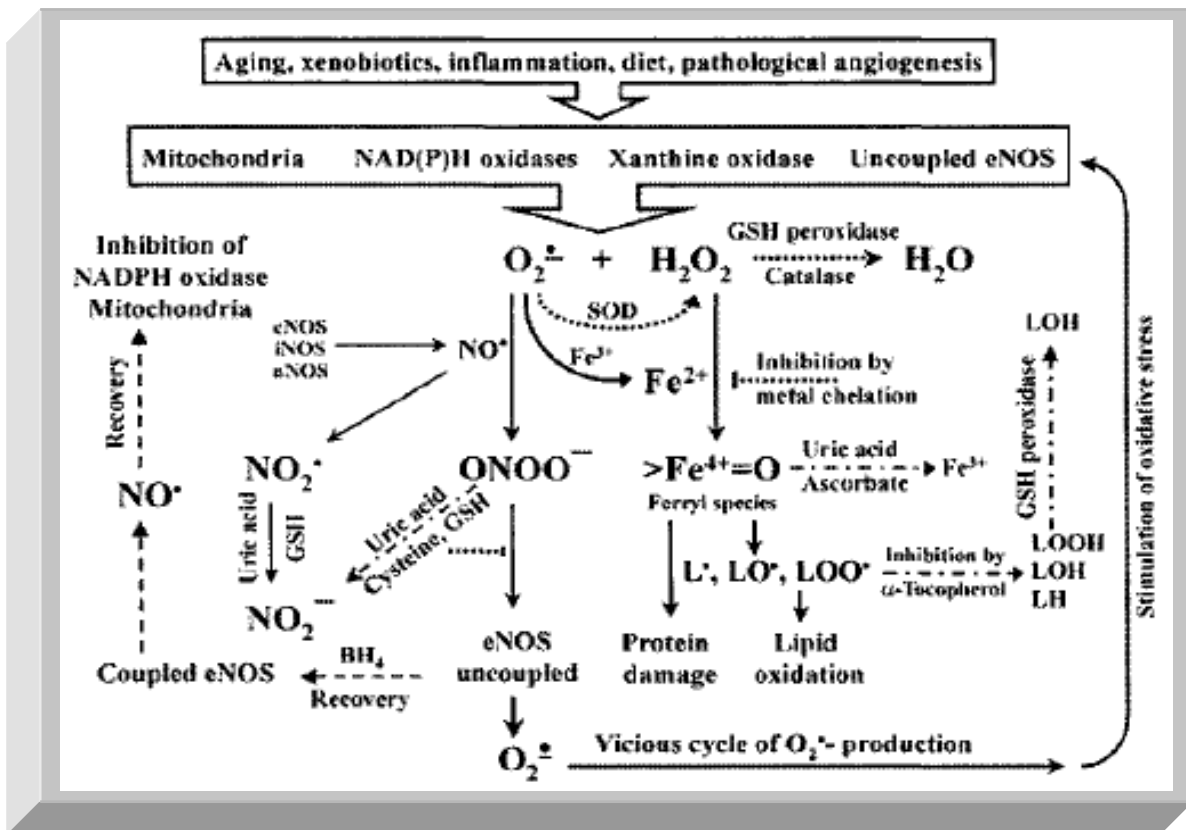 Aging, xenobiotics, inflammation, diet, pathological angiogenesis
Mitochondria NAD(P)H oxidases Xanthine oxidase Uncoupled eNOS
Inhibition of
NADPH oxidase
Mitochondria
O₂•− + H₂O₂
GSH peroxidase
Catalase
H₂O
SOD
eNOS
iNOS
nNOS
NO•
Fe³⁺
Fe²⁺
Inhibition by
metal chelation
LOH
GSH peroxidase
Stimulation of oxidative stress
Recovery
NO•
NO₂•
ONOO−
>Fe⁴⁺=O
Ferryl species
Uric acid
Ascorbate
Fe³⁺
Uric acid
GSH
Uric acid
Cysteine, GSH
L•, LO•, LOO•
Inhibition by
α-Tocopherol
LOOH
LOH
LH
NO₂−
Coupled eNOS
BH₄
Recovery
eNOS
uncoupled
Protein
damage
Lipid
oxidation
O₂•−
Vicious cycle of O₂•- production